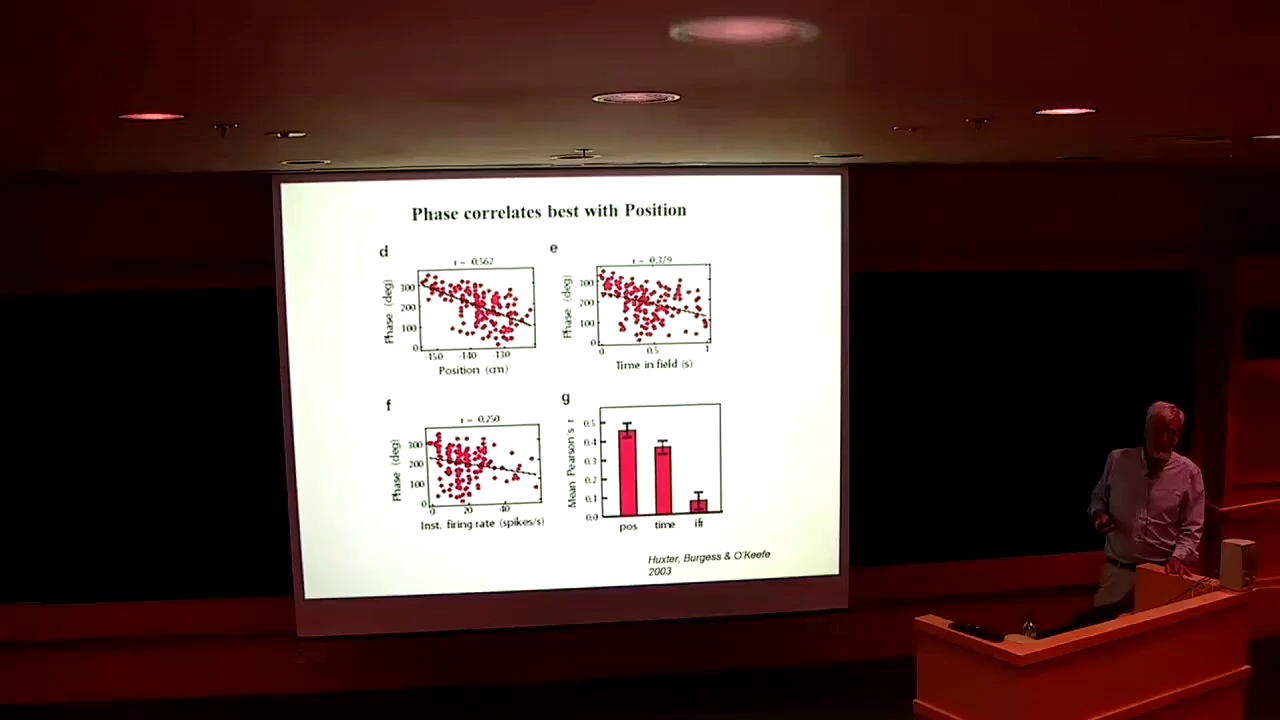 Phase correlates best with Position
d
r = 0.562
Phase (deg)
300
200
100
0
-150 -140 -130
Position (cm)
e
r = 0.379
Phase (deg)
300
200
100
0
0 0.5 1
Time in field (s)
f
r = 0.250
Phase (deg)
300
200
100
0
0 20 40
Inst. firing rate (spikes/s)
g
Mean Pearson's r
0.5
0.4
0.3
0.2
0.1
0.0
pos time ifr
Huxter, Burgess & O'Keefe
2003